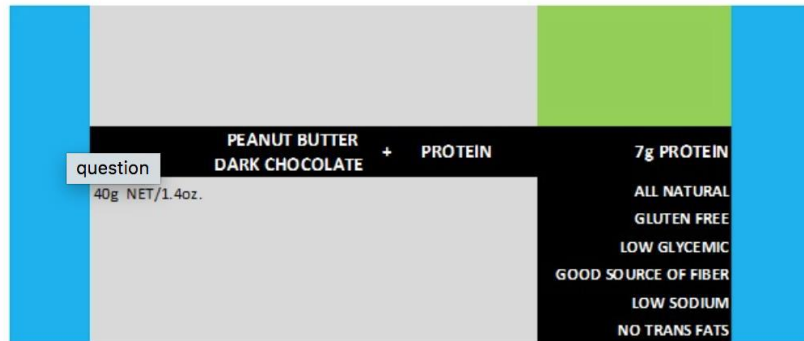 PEANUT BUTTER
DARK CHOCOLATE + PROTEIN
7g PROTEIN
question
40g NET/1.4oz.
ALL NATURAL
GLUTEN FREE
LOW GLYCEMIC
GOOD SOURCE OF FIBER
LOW SODIUM
NO TRANS FATS